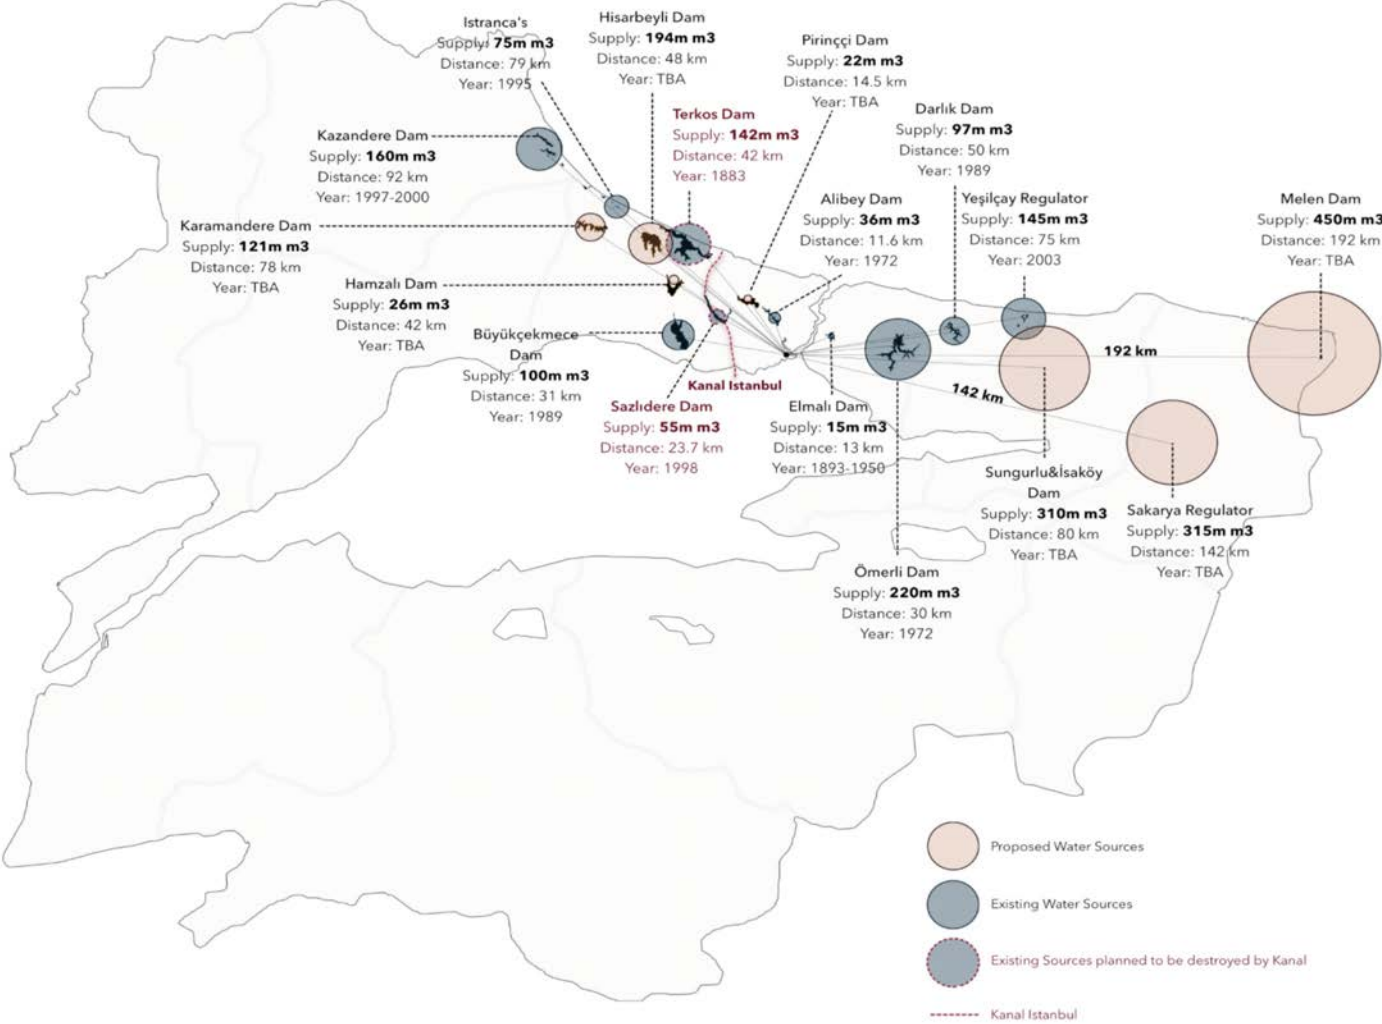 Istranca's
Supply: 75m m3
Distance: 79 km
Year: 1995
Hisarbeyli Dam
Supply: 194m m3
Distance: 48 km
Year: TBA
Pirinççi Dam
Supply: 22m m3
Distance: 14.5 km
Year: TBA
Terkos Dam
Supply: 142m m3
Distance: 42 km
Year: 1883
Darlık Dam
Supply: 97m m3
Distance: 50 km
Year: 1989
Kazandere Dam
Supply: 160m m3
Distance: 92 km
Year: 1997-2000
Alibey Dam
Supply: 36m m3
Distance: 11.6 km
Year: 1972
Yeşilçay Regulator
Supply: 145m m3
Distance: 75 km
Year: 2003
Melen Dam
Supply: 450m m3
Distance: 192 km
Year: TBA
Karamandere Dam
Supply: 121m m3
Distance: 78 km
Year: TBA
Hamzalı Dam
Supply: 26m m3
Distance: 42 km
Year: TBA
Büyükçekmece
Dam
Supply: 100m m3
Distance: 31 km
Year: 1989
192 km
142 km
Kanal Istanbul
Sazlıdere Dam
Supply: 55m m3
Distance: 23.7 km
Year: 1998
Elmalı Dam
Supply: 15m m3
Distance: 13 km
Year: 1893-1950
Sungurlu&İsaköy
Dam
Supply: 310m m3
Distance: 80 km
Year: TBA
Sakarya Regulator
Supply: 315m m3
Distance: 142 km
Year: TBA
Ömerli Dam
Supply: 220m m3
Distance: 30 km
Year: 1972
Proposed Water Sources
Existing Water Sources
Existing Sources planned to be destroyed by Kanal
Kanal Istanbul